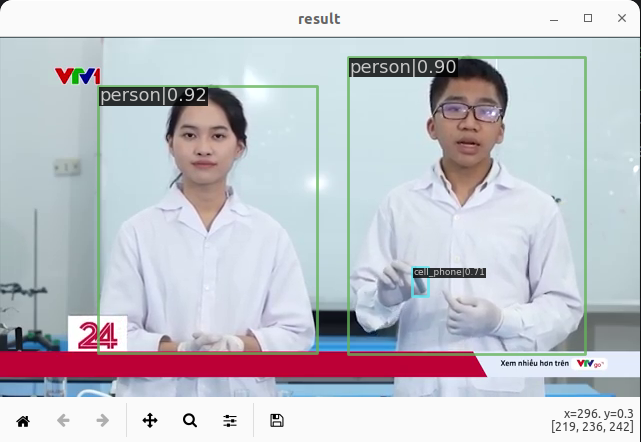 result
VTV1
person|0.92
person|0.90
cell_phone|0.71
24
Xem nhiều hơn trên VTVgo
x=296. y=0.3
[219, 236, 242]